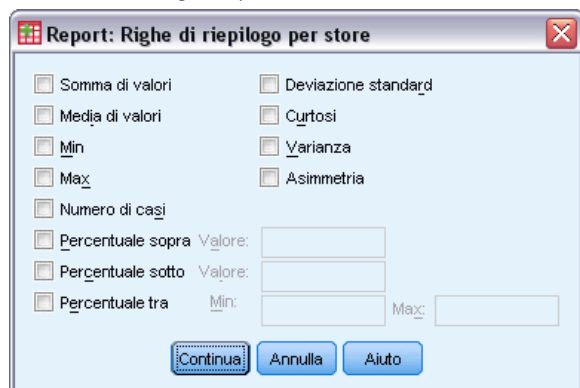 Report: Righe di riepilogo per store
Somma di valori
Deviazione standard
Media di valori
Curtosi
Min
Varianza
Max
Asimmetria
Numero di casi
Percentuale sopra Valore:
Percentuale sotto Valore:
Percentuale tra Min: Max:
Continua Annulla Aiuto